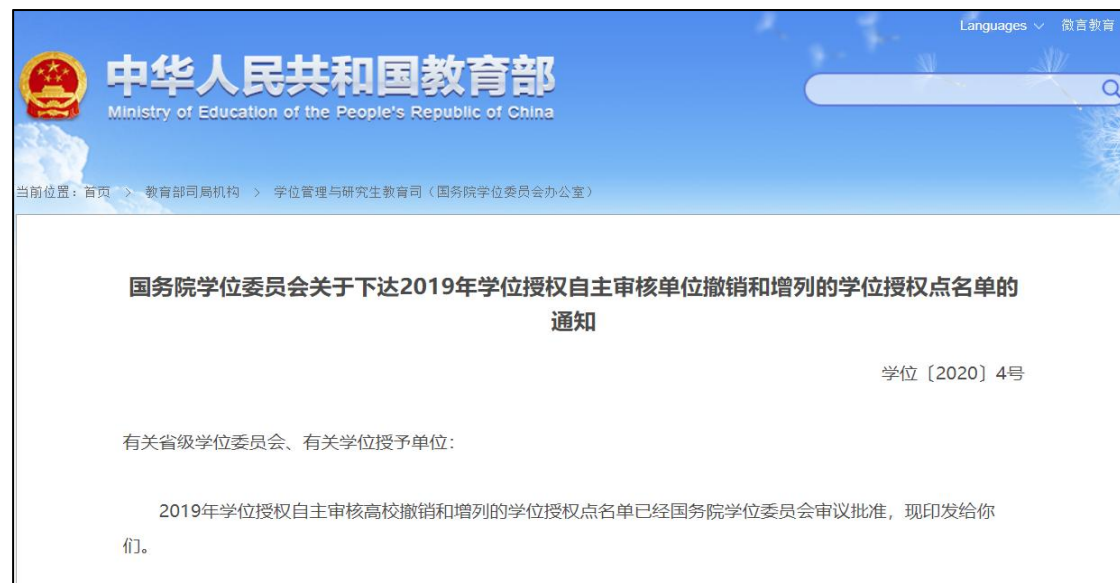 Languages 微言教育
中华人民共和国教育部
Ministry of Education of the People's Republic of China
当前位置：首页 > 教育部司局机构 > 学位管理与研究生教育司（国务院学位委员会办公室）
国务院学位委员会关于下达2019年学位授权自主审核单位撤销和增列的学位授权点名单的
通知
学位〔2020〕4号
有关省级学位委员会、有关学位授予单位：
2019年学位授权自主审核高校撤销和增列的学位授权点名单已经国务院学位委员会审议批准，现印发给你
们。